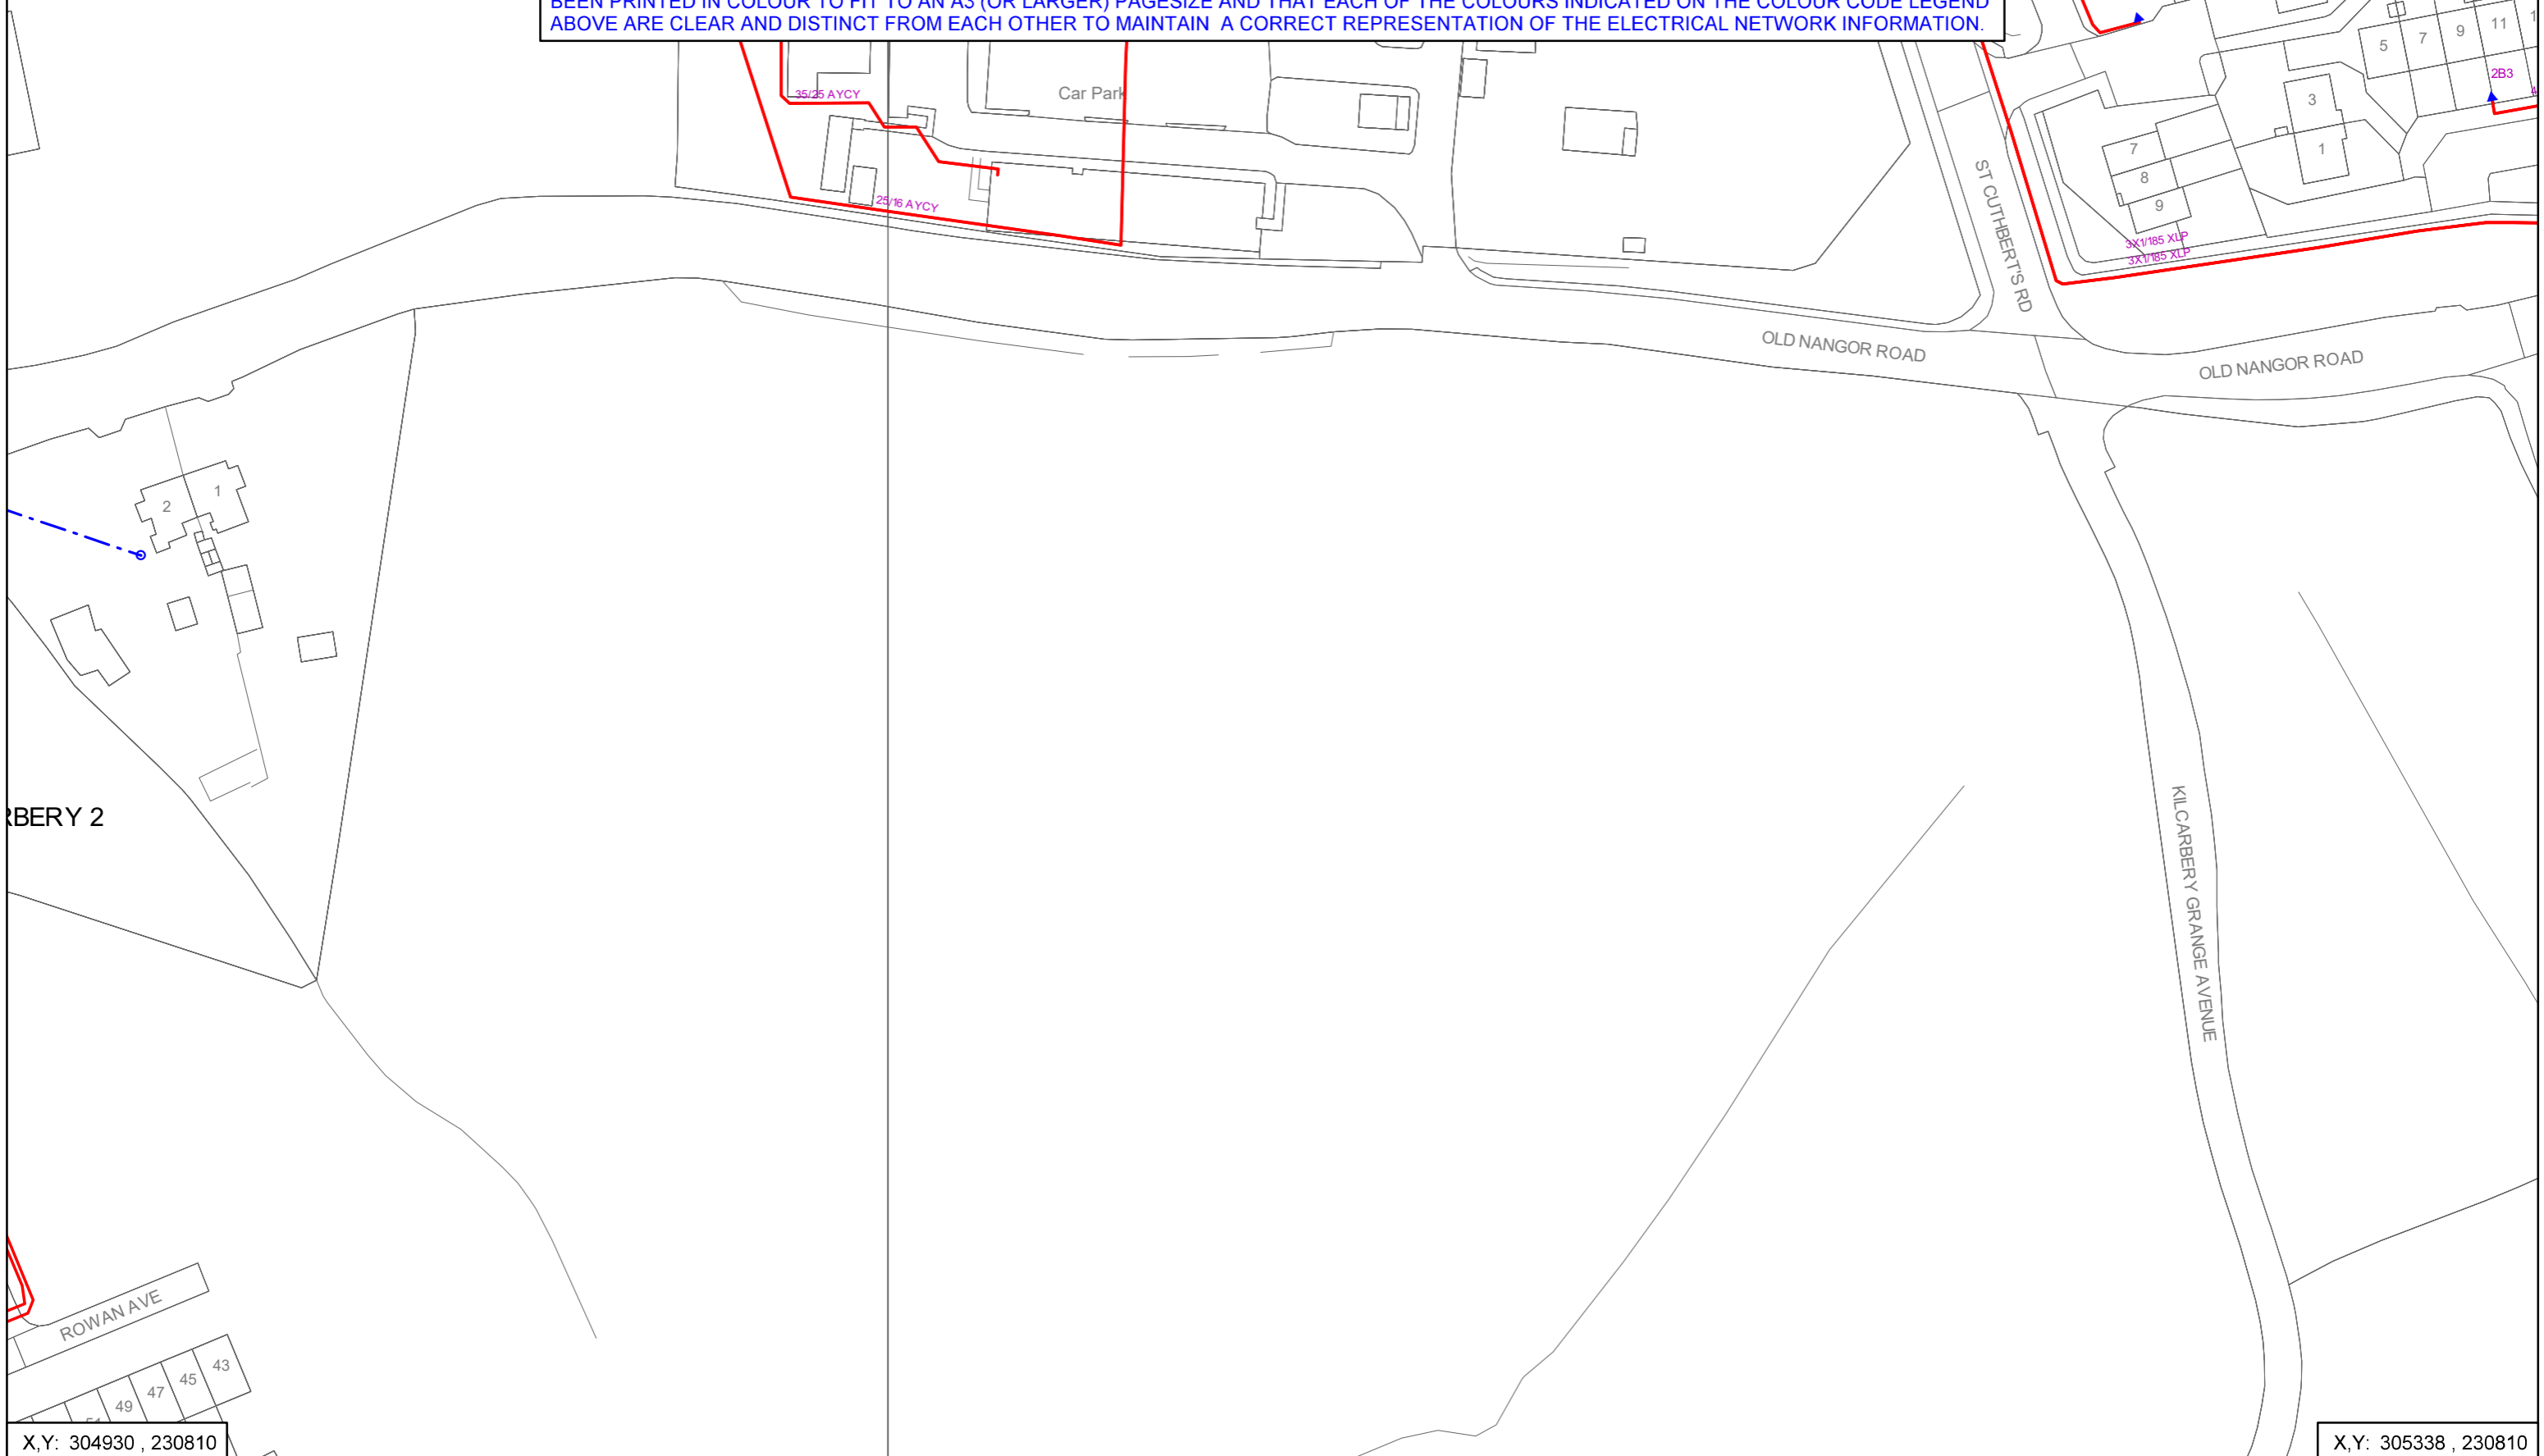 BEEN PRINTED IN COLOUR TO FIT TO AN A3 (OR LARGER) PAGESIZE AND THAT EACH OF THE COLOURS INDICATED ON THE COLOUR CODE LEGEND
ABOVE ARE CLEAR AND DISTINCT FROM EACH OTHER TO MAINTAIN A CORRECT REPRESENTATION OF THE ELECTRICAL NETWORK INFORMATION.
5
7
9
11
2B3
35/25 AYCY
Car Park
3
1
7
8
9
25/16 AYCY
ST CUTHBERT'S RD
3X1/185 XLP
3X1/185 XLP
OLD NANGOR ROAD
OLD NANGOR ROAD
2
1
RBERY 2
KILCARBERY GRANGE AVENUE
ROWAN AVE
43
45
47
49
51
X,Y: 304930 , 230810
X,Y: 305338 , 230810